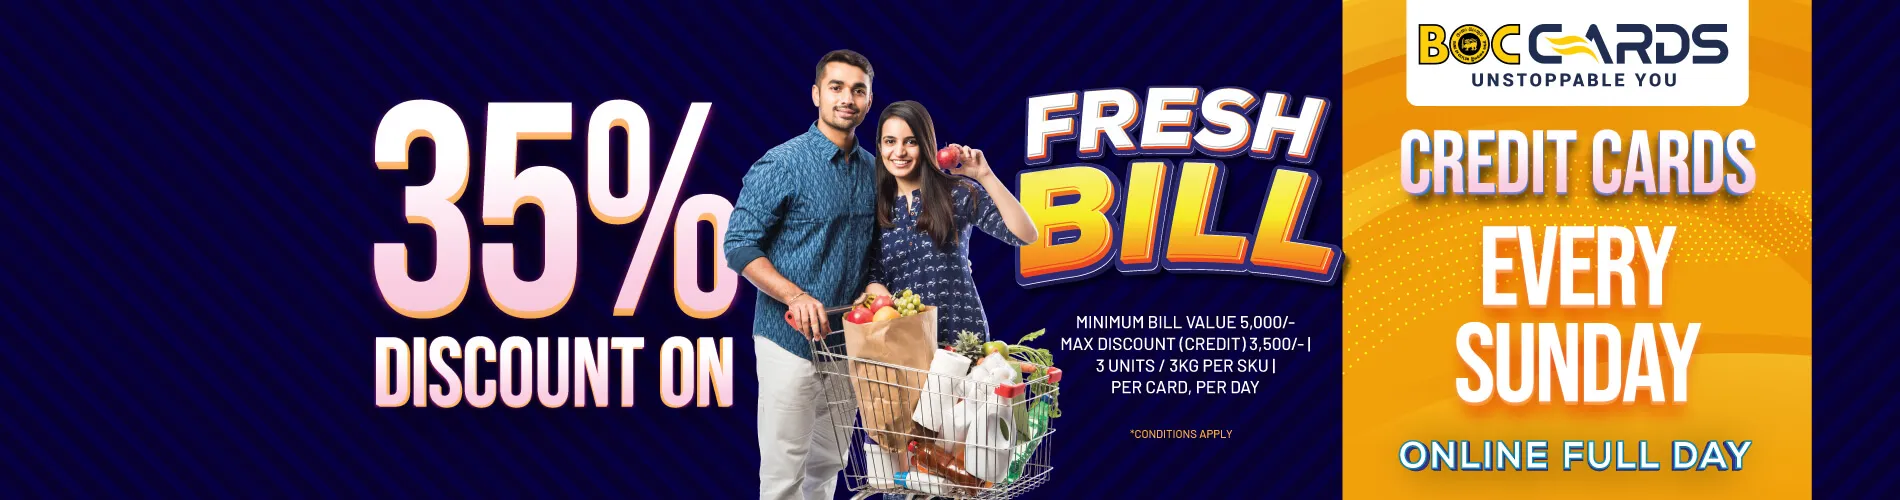 35%
DISCOUNT ON
FRESH
BILL
MINIMUM BILL VALUE 5,000/-
MAX DISCOUNT (CREDIT) 3,500/- |
3 UNITS / 3KG PER SKU |
PER CARD, PER DAY
*CONDITIONS APPLY
BOC CARDS
UNSTOPPABLE YOU
CREDIT CARDS
EVERY
SUNDAY
ONLINE FULL DAY